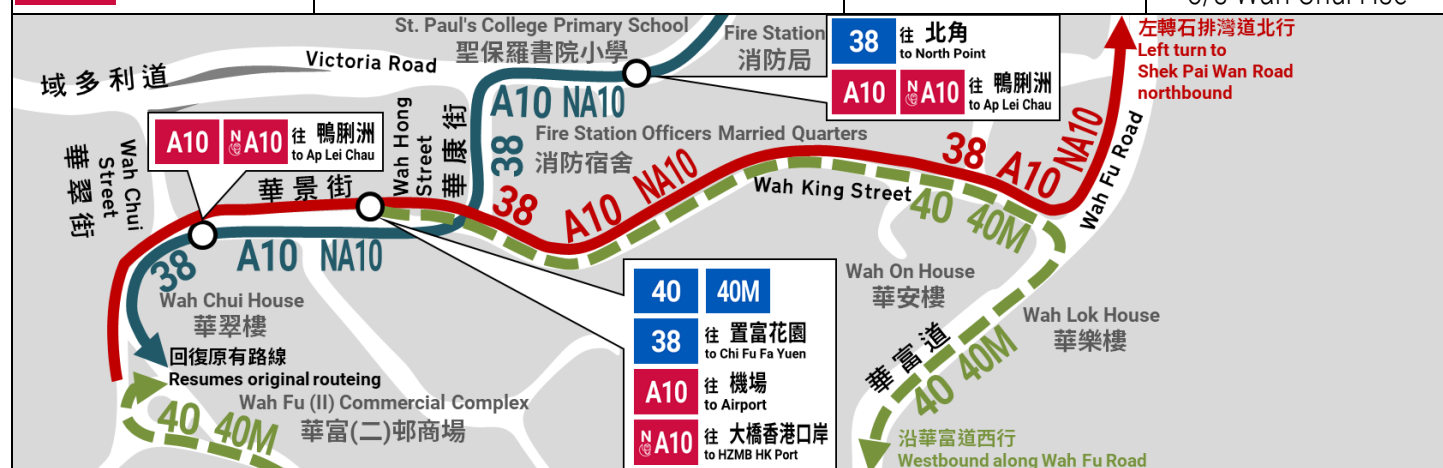 St. Paul's College Primary School
聖保羅書院小學
Fire Station
消防局
38 往 北角
to North Point
A10 NA10 往 鴨脷洲
to Ap Lei Chau
左轉石排灣道北行
Left turn to
Shek Pai Wan Road
northbound
域多利道
Victoria Road
A10 NA10
38
Wah Hong
Street
華康街
Fire Station Officers Married Quarters
消防宿舍
A10 NA10 往 鴨脷洲
to Ap Lei Chau
Wah Chui
Street
華翠街
華景街
38 A10 NA10
Wah King Street
38 A10 NA10
Wah Fu Road
40 40M
38 A10 NA10
Wah Chui House
華翠樓
回復原有路線
Resumes original routeing
Wah Fu (II) Commercial Complex
華富(二)邨商場
40 40M
40 40M
38 往 置富花園
to Chi Fu Fa Yuen
A10 往 機場
to Airport
NA10 往 大橋香港口岸
to HZMB HK Port
Wah On House
華安樓
Wah Lok House
華樂樓
華富道
40 40M
沿華富道西行
Westbound along Wah Fu Road